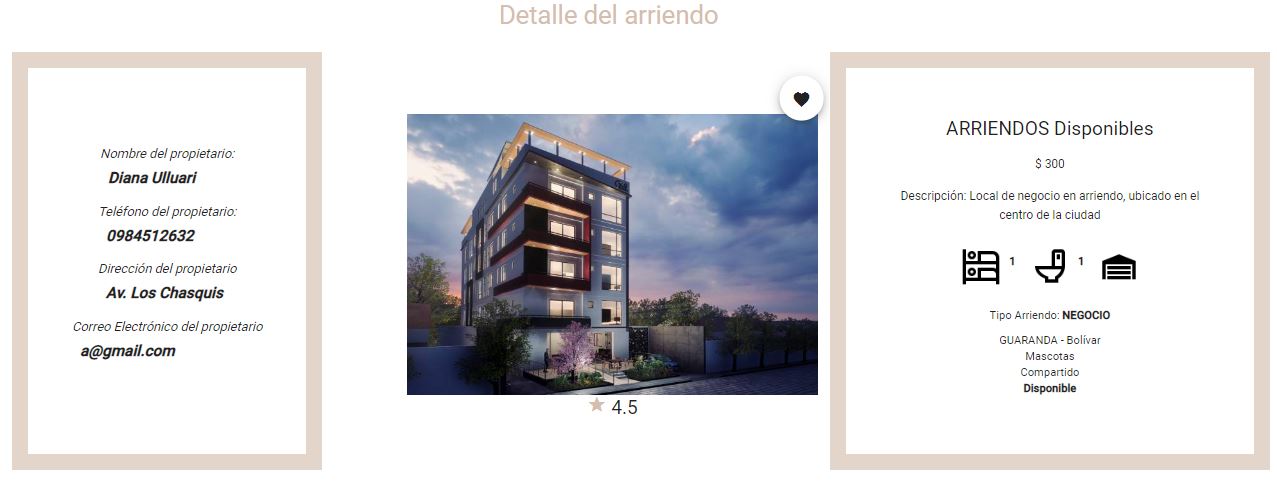 Detalle del arriendo
Nombre del propietario:
Diana Ulluari
Teléfono del propietario:
0984512632
Dirección del propietario
Av. Los Chasquis
Correo Electrónico del propietario
a@gmail.com
4.5
ARRIENDOS Disponibles
$ 300
Descripción: Local de negocio en arriendo, ubicado en el
centro de la ciudad
1 1
Tipo Arriendo: NEGOCIO
GUARANDA - Bolívar
Mascotas
Compartido
Disponible